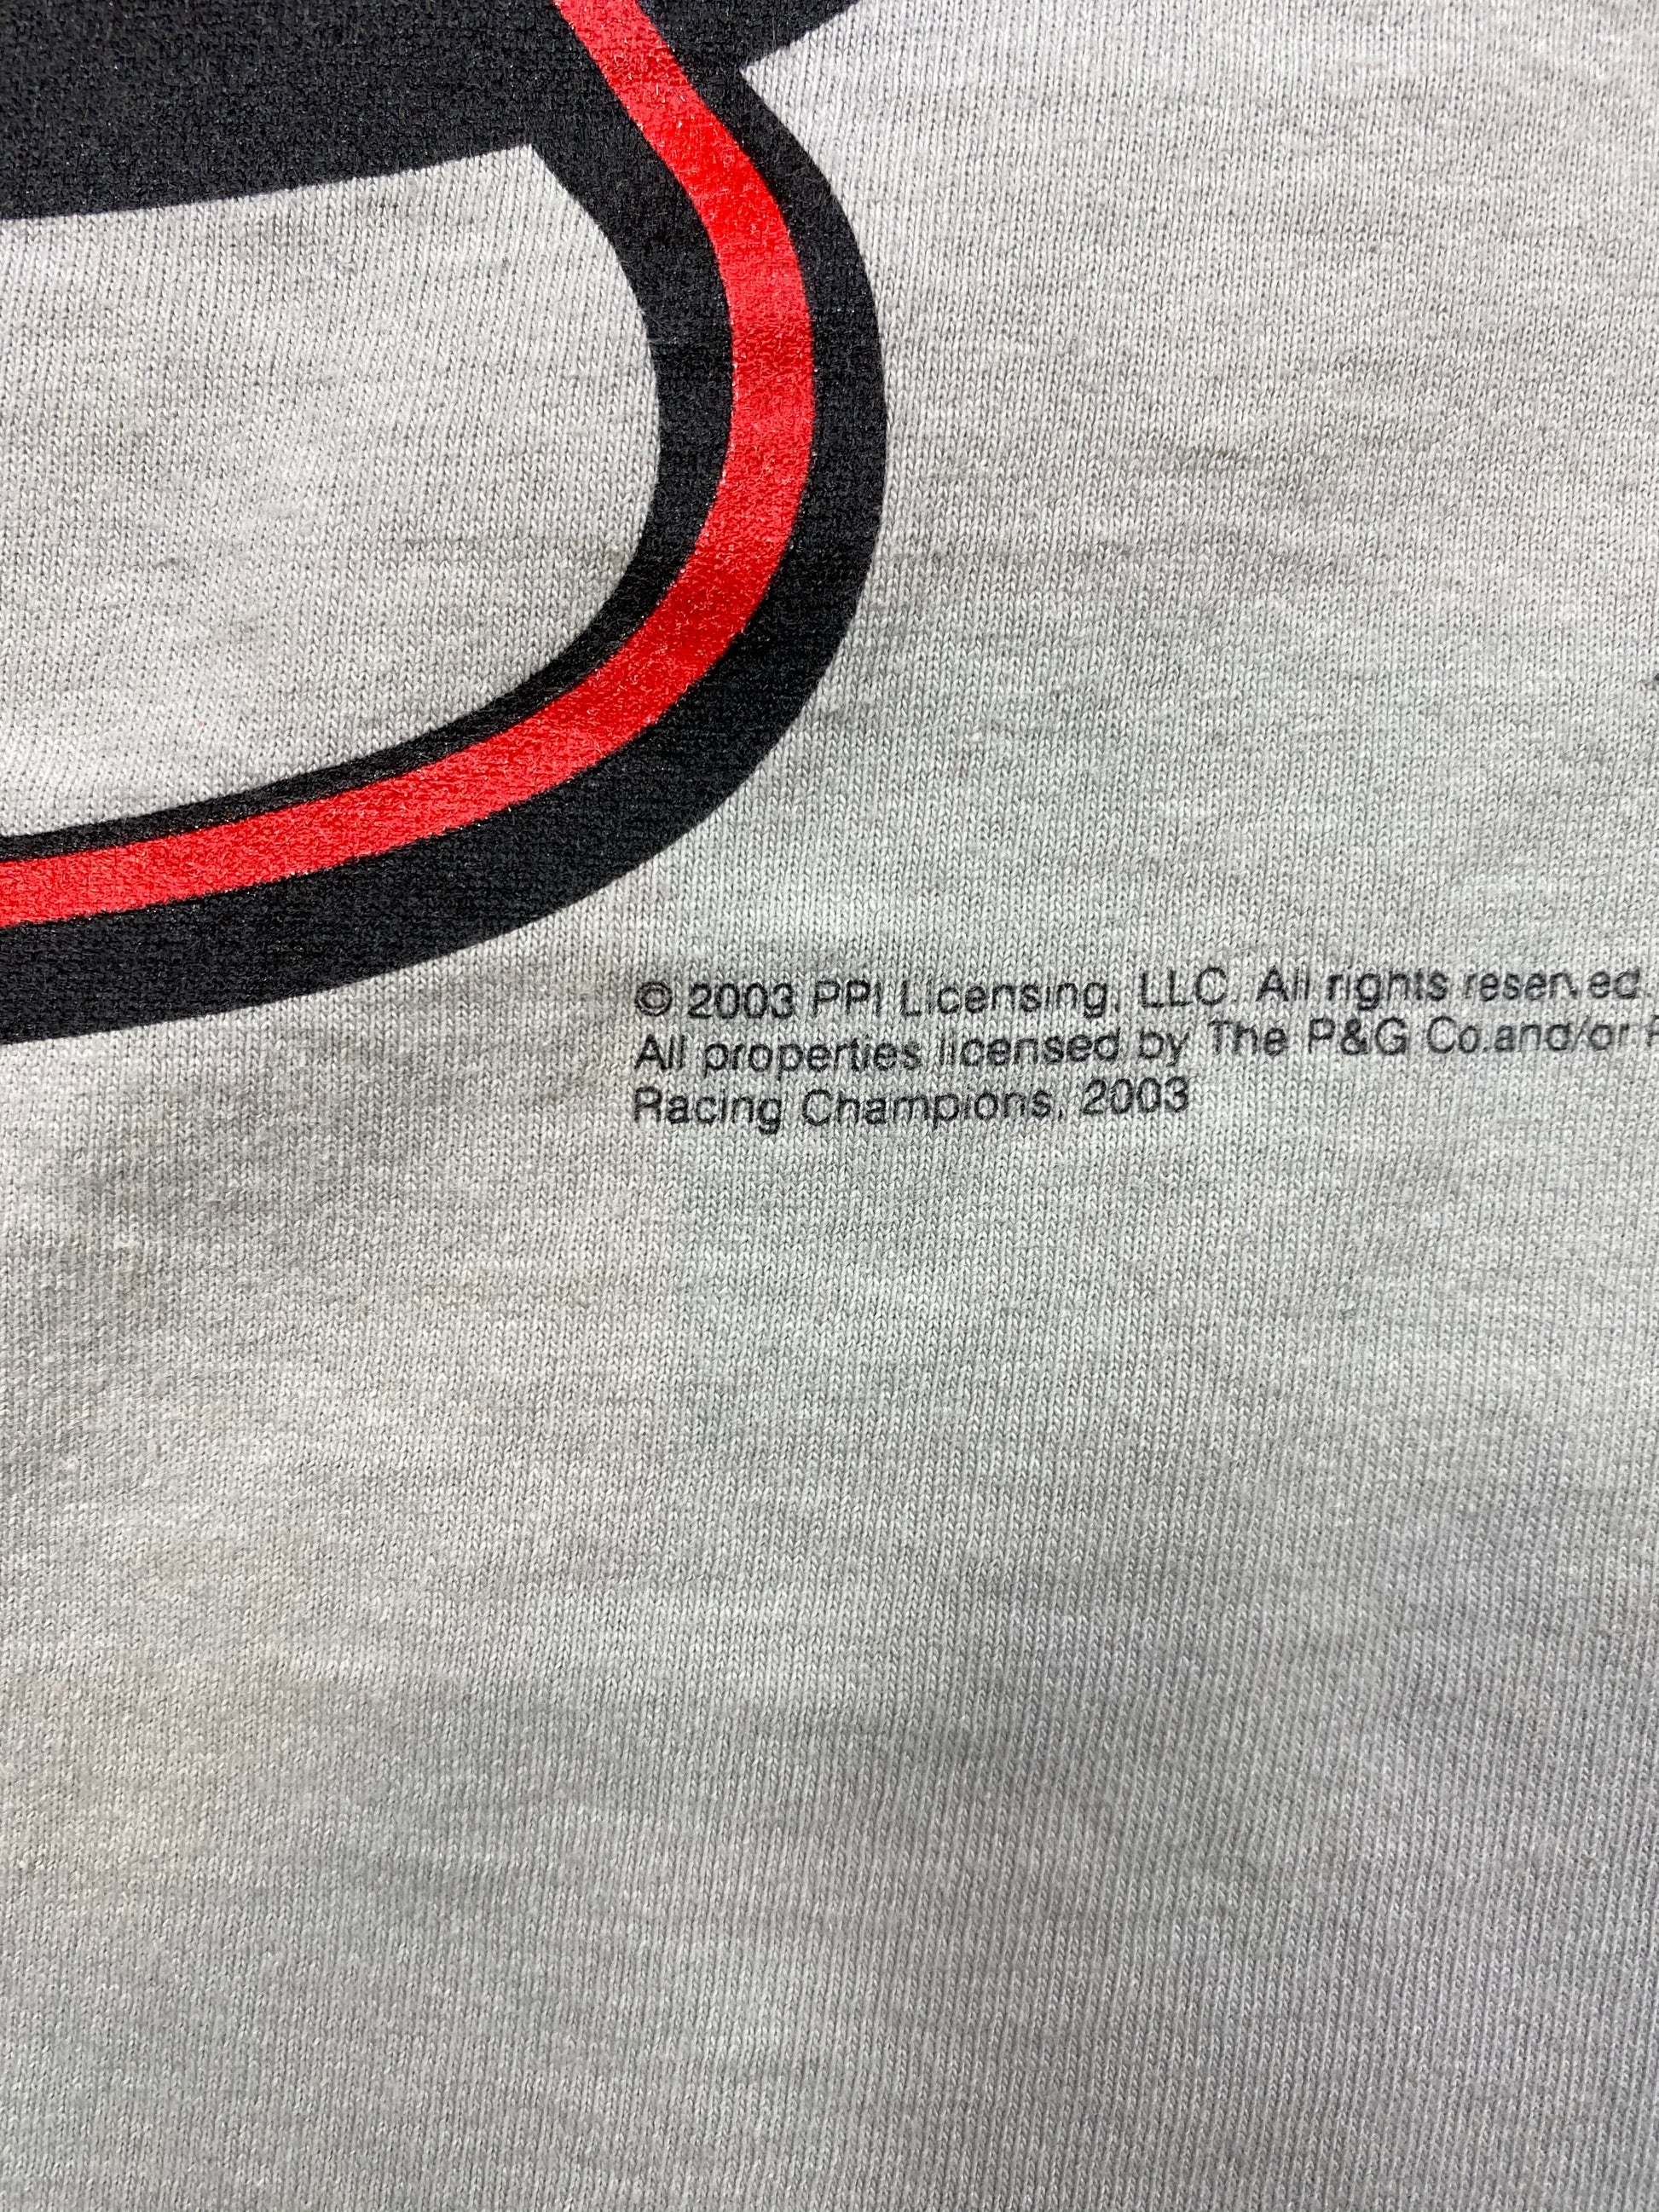 © 2003 PPI Licensing, LLC. All rights reserved.
All properties licensed by The P&G Co.and/or
Racing Champions, 2003